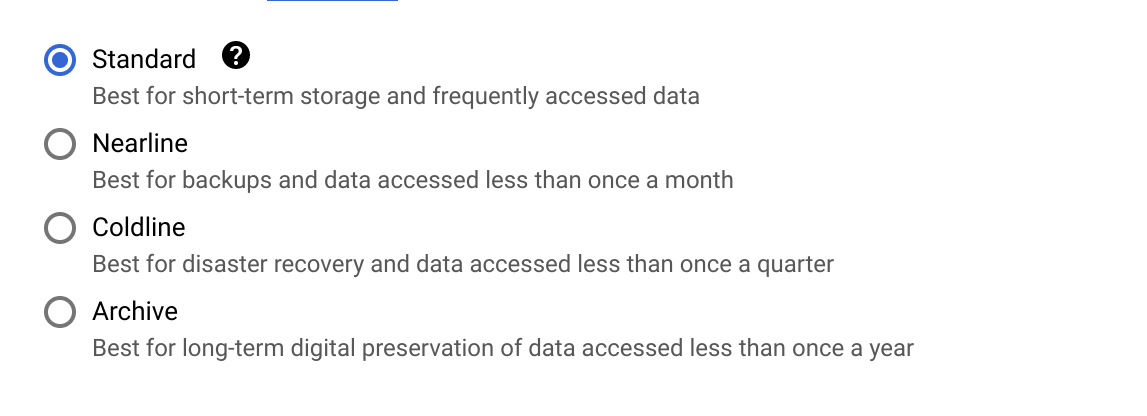 Standard ?
Best for short-term storage and frequently accessed data
Nearline
Best for backups and data accessed less than once a month
Coldline
Best for disaster recovery and data accessed less than once a quarter
Archive
Best for long-term digital preservation of data accessed less than once a year